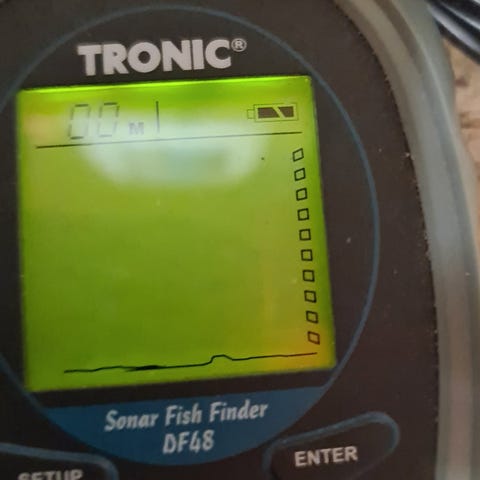 TRONIC®
00 M
Sonar Fish Finder
DF48
SETUP
ENTER